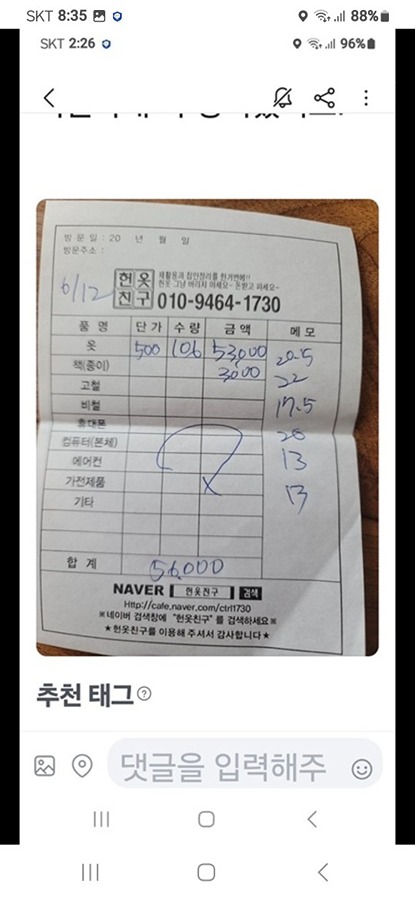 SKT 8:35 88%
SKT 2:26 96%
방문일 : 20 년 월 일
방문주소 :
6/12 헌옷친구 재활용과 집안정리를 한거번에!!
헌옷 그냥 버리지 마세요~ 돈받고 파세요~
010-9464-1730
품 명 단 가 수 량 금 액 메 모
옷 500 106 53,000 20.5
책(종이) 3,000 22
고철
비철 17.5
휴대폰 20
컴퓨터(본체)
에어컨 13
가전제품
기타 13
합 계 56,000
NAVER 헌옷친구 검색
Http://cafe.naver.com/ctrl1730
※네이버 검색창에 "헌옷친구" 를 검색하세요※
★헌옷친구를 이용해 주셔서 감사합니다★
추천 태그 ?
댓글을 입력해주